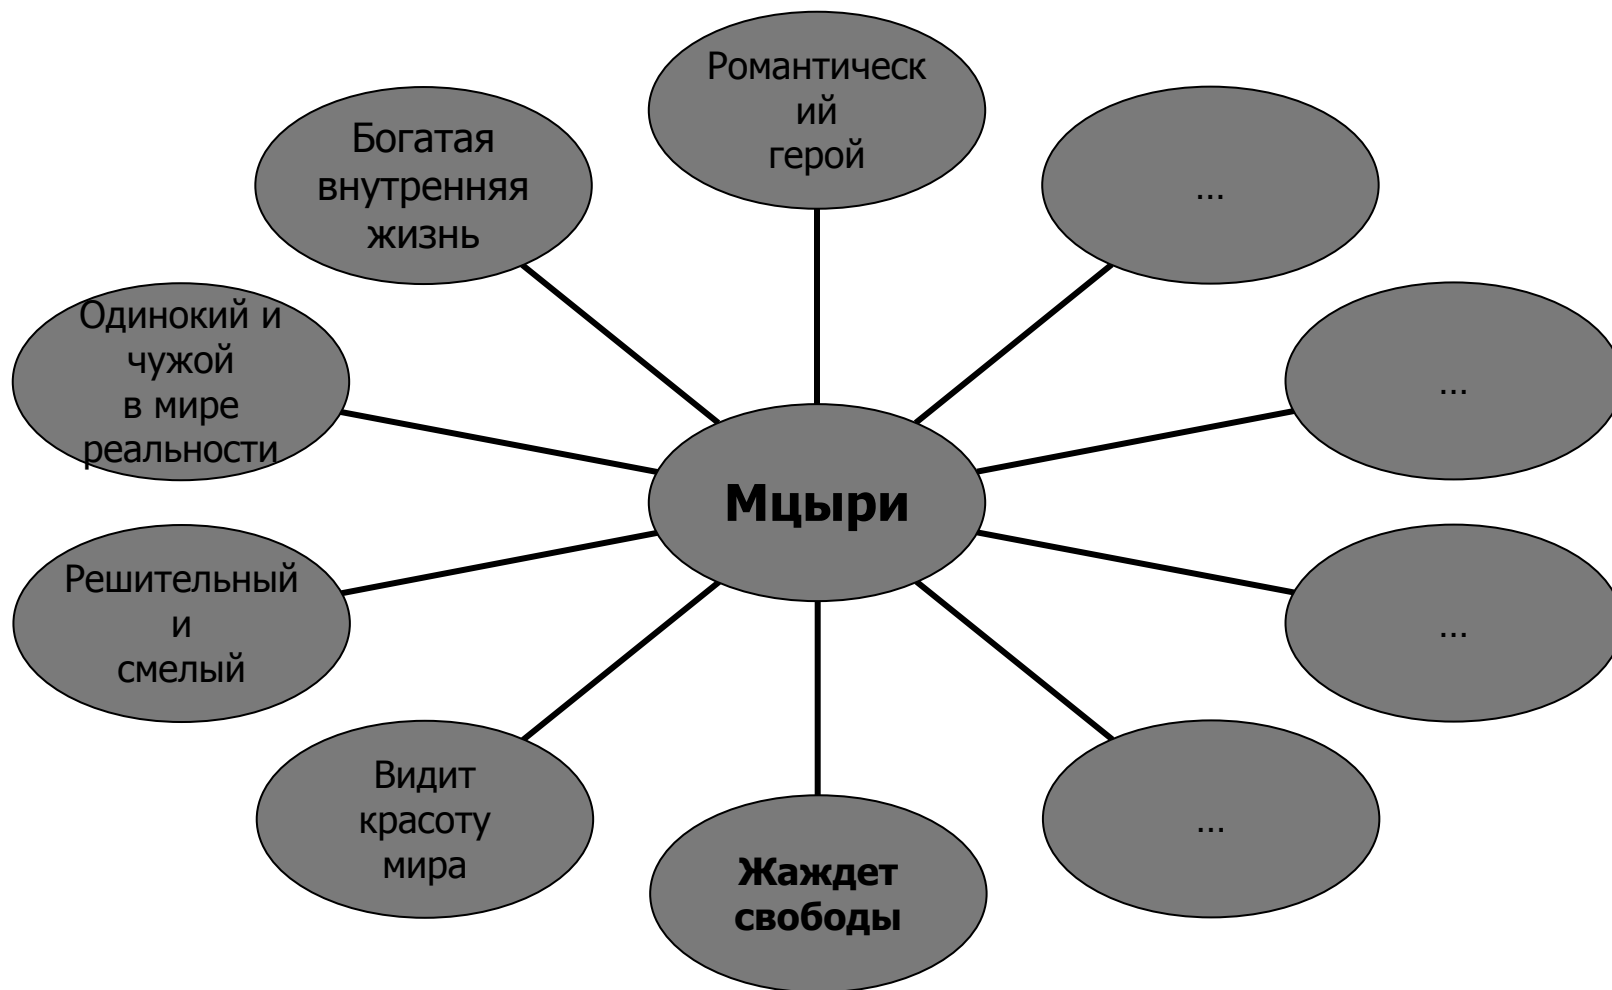 Романтическ
ий
герой
Богатая
внутренняя
жизнь
...
Одинокий и
чужой
в мире
реальности
...
Мцыри
Решительный
и
смелый
...
Видит
красоту
мира
...
Жаждет
свободы